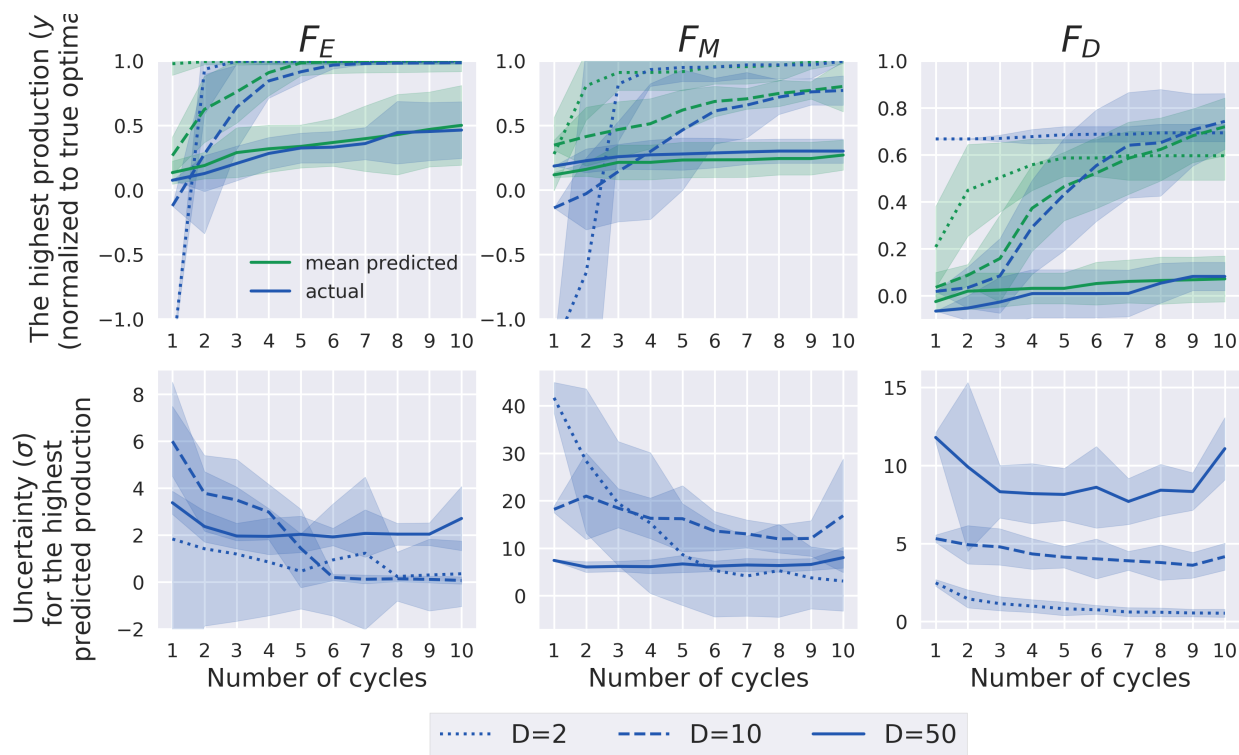 F_E
F_M
F_D
The highest production (y
(normalized to true optima
1.0
0.5
0.0
−0.5
−1.0
mean predicted
actual
1 2 3 4 5 6 7 8 9 10
1.0
0.5
0.0
−0.5
−1.0
1 2 3 4 5 6 7 8 9 10
1.0
0.8
0.6
0.4
0.2
0.0
1 2 3 4 5 6 7 8 9 10
Uncertainty (σ)
for the highest
predicted production
8
6
4
2
0
−2
1 2 3 4 5 6 7 8 9 10
Number of cycles
40
30
20
10
0
1 2 3 4 5 6 7 8 9 10
Number of cycles
15
10
5
0
1 2 3 4 5 6 7 8 9 10
Number of cycles
D=2 D=10 D=50